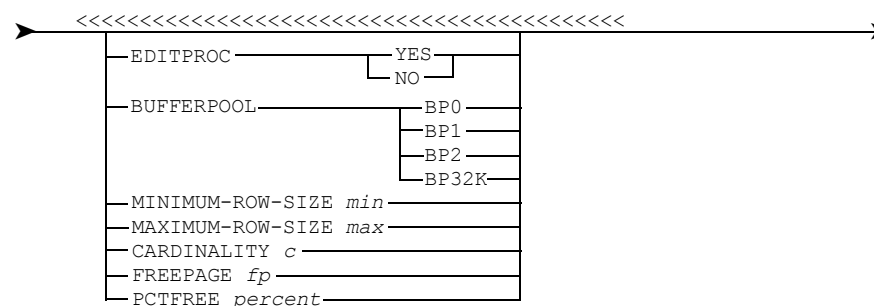 <<<<<<<<<<<<<<<<<<<<<<<<<<<<<<<<<<<<<<<<<<<<
EDITPROC YES
NO
BUFFERPOOL BP0
BP1
BP2
BP32K
MINIMUM-ROW-SIZE min
MAXIMUM-ROW-SIZE max
CARDINALITY c
FREEPAGE fp
PCTFREE percent